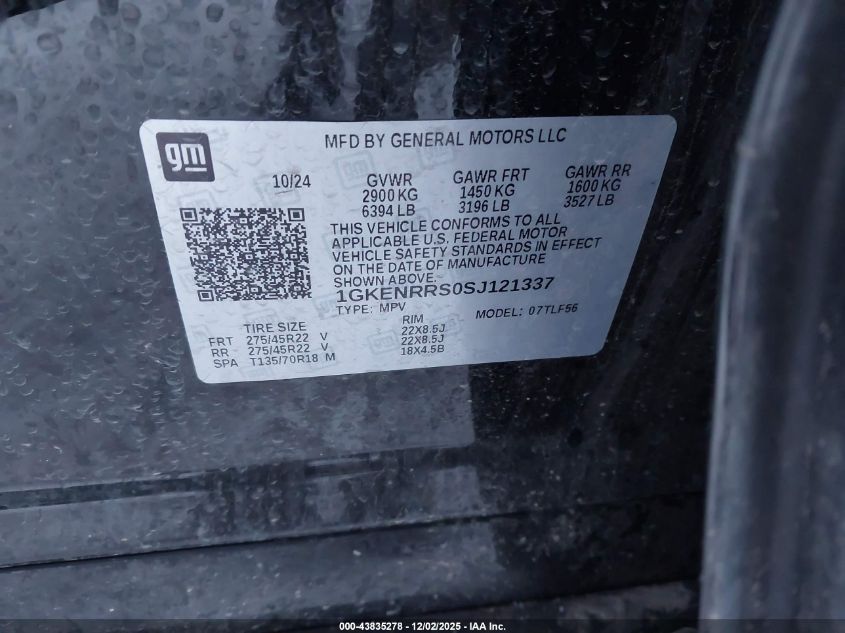 gm
MFD BY GENERAL MOTORS LLC
10/24 GVWR GAWR FRT GAWR RR
2900 KG 1450 KG 1600 KG
6394 LB 3196 LB 3527 LB
THIS VEHICLE CONFORMS TO ALL
APPLICABLE U.S. FEDERAL MOTOR
VEHICLE SAFETY STANDARDS IN EFFECT
ON THE DATE OF MANUFACTURE
SHOWN ABOVE.
1GKENRRS0SJ121337
TYPE: MPV MODEL: 07TLF56
TIRE SIZE RIM
FRT 275/45R22 V 22X8.5J
RR 275/45R22 V 22X8.5J
SPA T135/70R18 M 18X4.5B
000-43835278 - 12/02/2025 - IAA Inc.